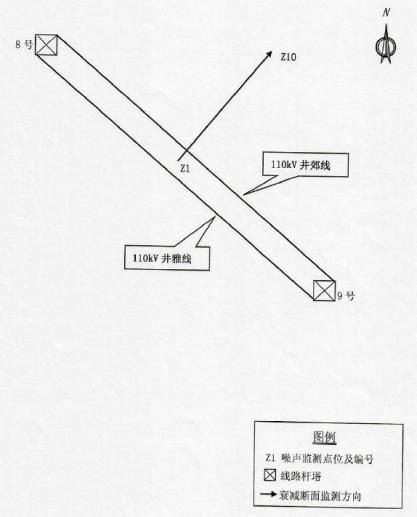 N
8号
Z10
Z1
110kV 井郊线
110kV 井雅线
9号
图例
Z1 噪声监测点位及编号
线路杆塔
衰减断面监测方向